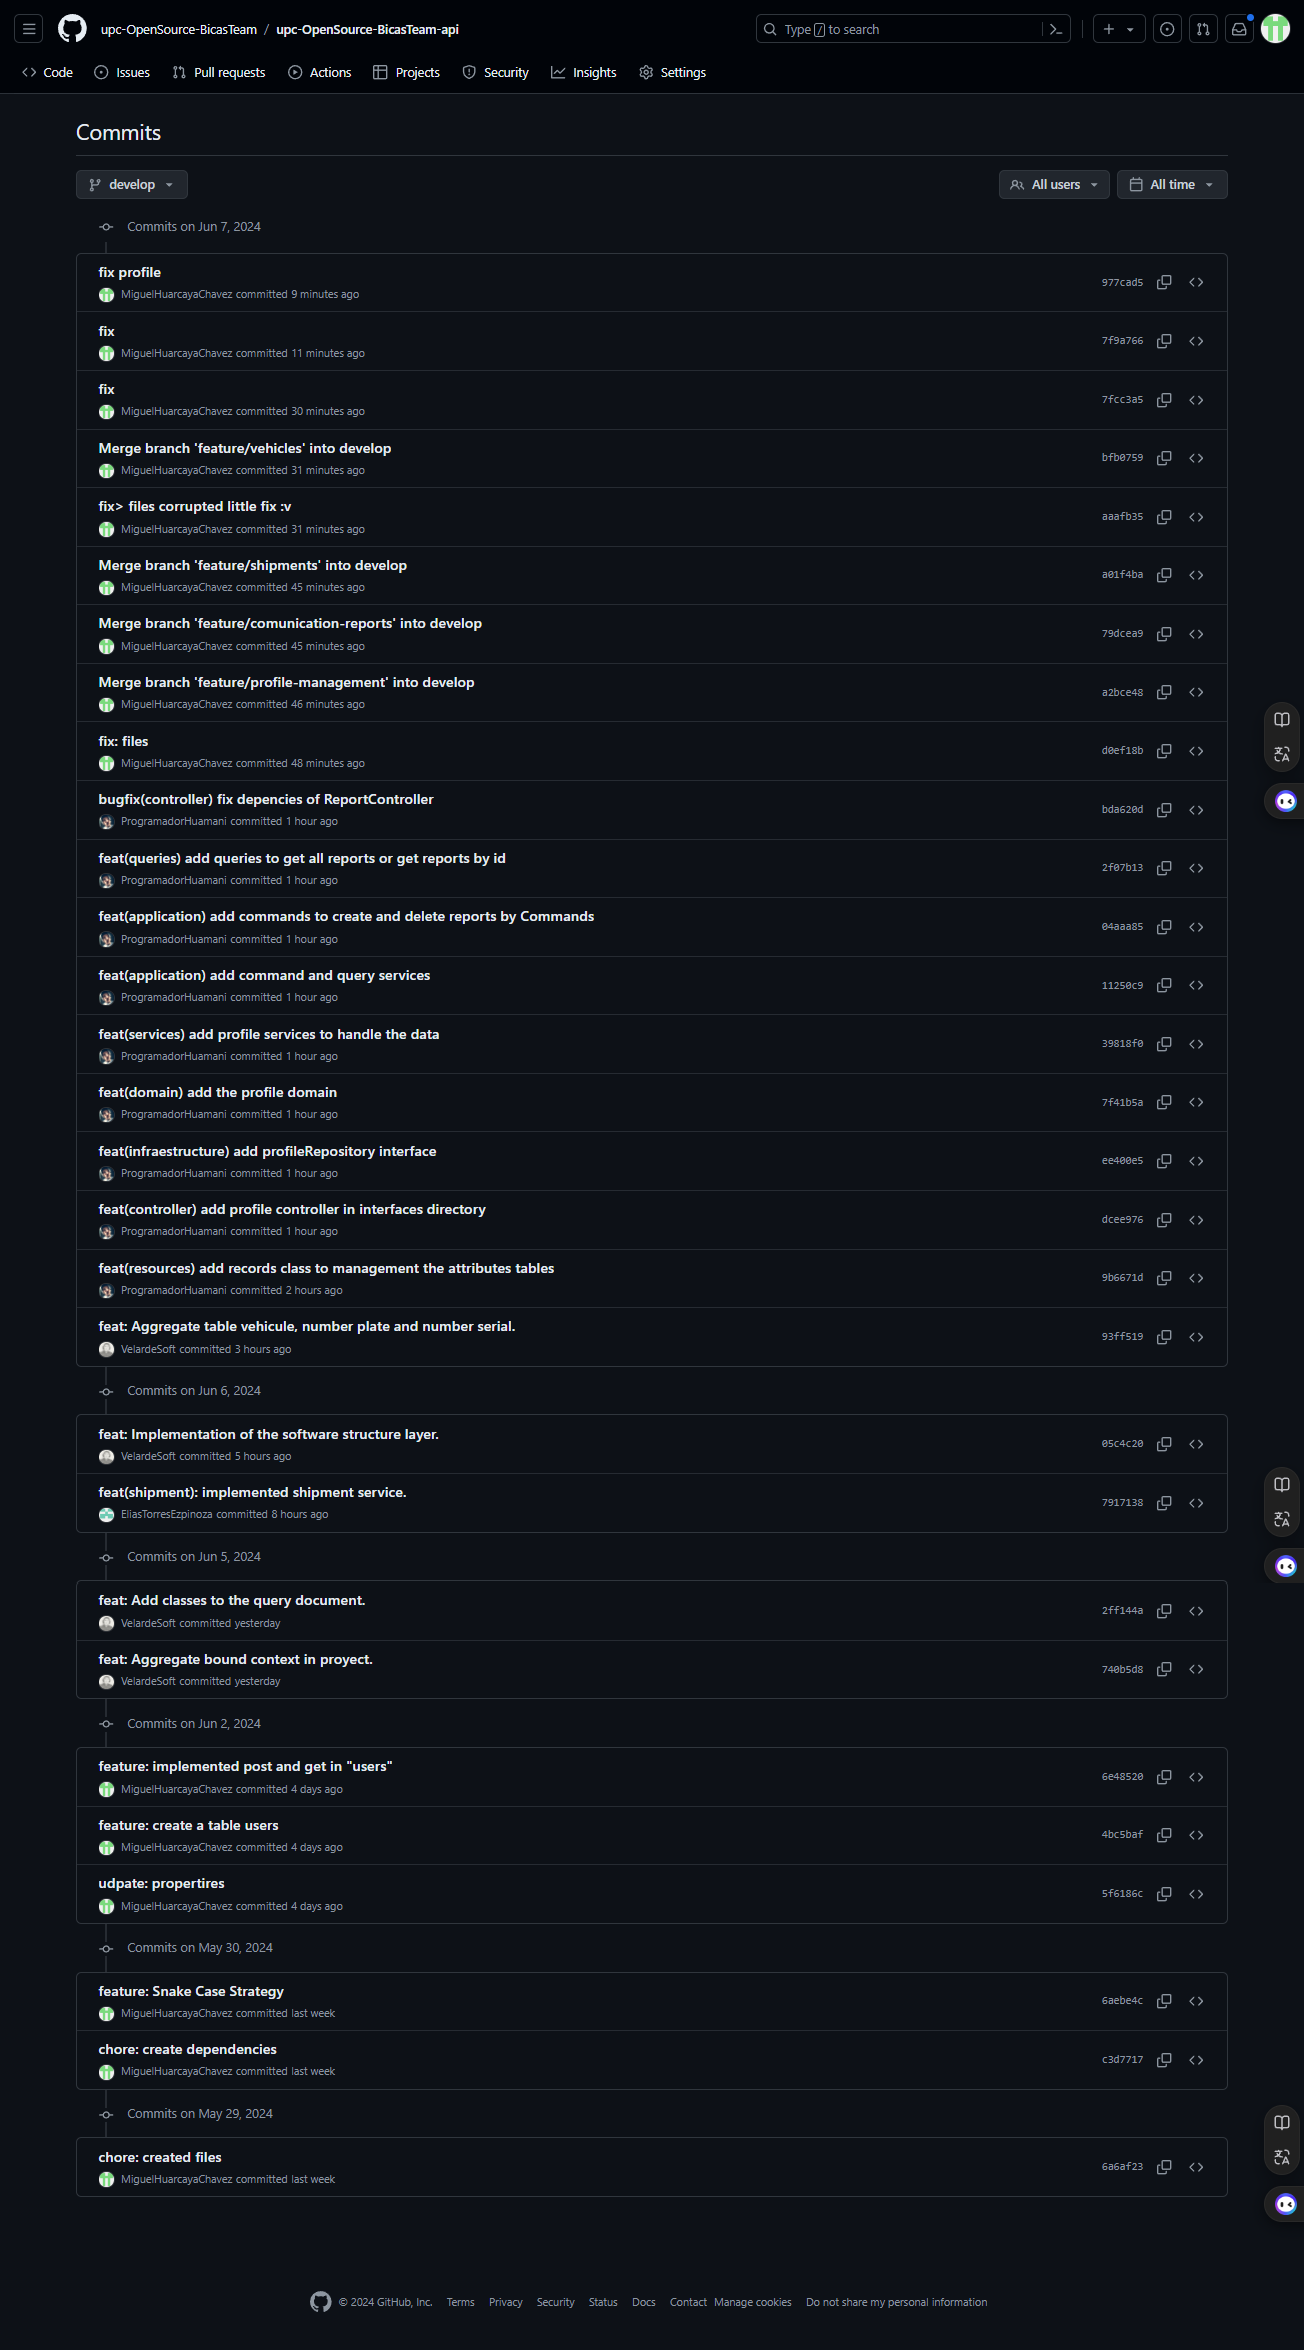 upc-OpenSource-BicasTeam / upc-OpenSource-BicasTeam-api
Type / to search
Code Issues Pull requests Actions Projects Security Insights Settings
Commits
develop All users All time
Commits on Jun 7, 2024
fix profile
MiguelHuarcayaChavez committed 9 minutes ago
977cad5
fix
MiguelHuarcayaChavez committed 11 minutes ago
7f9a766
fix
MiguelHuarcayaChavez committed 30 minutes ago
7fcc3a5
Merge branch 'feature/vehicles' into develop
MiguelHuarcayaChavez committed 31 minutes ago
bfb0759
fix> files corrupted little fix :v
MiguelHuarcayaChavez committed 31 minutes ago
aaafb35
Merge branch 'feature/shipments' into develop
MiguelHuarcayaChavez committed 45 minutes ago
a01f4ba
Merge branch 'feature/comunication-reports' into develop
MiguelHuarcayaChavez committed 45 minutes ago
79dcea9
Merge branch 'feature/profile-management' into develop
MiguelHuarcayaChavez committed 46 minutes ago
a2bce48
fix: files
MiguelHuarcayaChavez committed 48 minutes ago
d0ef18b
bugfix(controller) fix depencies of ReportController
ProgramadorHuamani committed 1 hour ago
bda620d
feat(queries) add queries to get all reports or get reports by id
ProgramadorHuamani committed 1 hour ago
2f07b13
feat(application) add commands to create and delete reports by Commands
ProgramadorHuamani committed 1 hour ago
04aaa85
feat(application) add command and query services
ProgramadorHuamani committed 1 hour ago
11250c9
feat(services) add profile services to handle the data
ProgramadorHuamani committed 1 hour ago
39818f0
feat(domain) add the profile domain
ProgramadorHuamani committed 1 hour ago
7f41b5a
feat(infraestructure) add profileRepository interface
ProgramadorHuamani committed 1 hour ago
ee400e5
feat(controller) add profile controller in interfaces directory
ProgramadorHuamani committed 1 hour ago
dcee976
feat(resources) add records class to management the attributes tables
ProgramadorHuamani committed 2 hours ago
9b6671d
feat: Aggregate table vehicule, number plate and number serial.
VelardeSoft committed 3 hours ago
93ff519
Commits on Jun 6, 2024
feat: Implementation of the software structure layer.
VelardeSoft committed 5 hours ago
05c4c20
feat(shipment): implemented shipment service.
EliasTorresEzpinoza committed 8 hours ago
7917138
Commits on Jun 5, 2024
feat: Add classes to the query document.
VelardeSoft committed yesterday
2ff144a
feat: Aggregate bound context in proyect.
VelardeSoft committed yesterday
740b5d8
Commits on Jun 2, 2024
feature: implemented post and get in "users"
MiguelHuarcayaChavez committed 4 days ago
6e48520
feature: create a table users
MiguelHuarcayaChavez committed 4 days ago
4bc5baf
udpate: propertires
MiguelHuarcayaChavez committed 4 days ago
5f6186c
Commits on May 30, 2024
feature: Snake Case Strategy
MiguelHuarcayaChavez committed last week
6aebe4c
chore: create dependencies
MiguelHuarcayaChavez committed last week
c3d7717
Commits on May 29, 2024
chore: created files
MiguelHuarcayaChavez committed last week
6a6af23
© 2024 GitHub, Inc. Terms Privacy Security Status Docs Contact Manage cookies Do not share my personal information